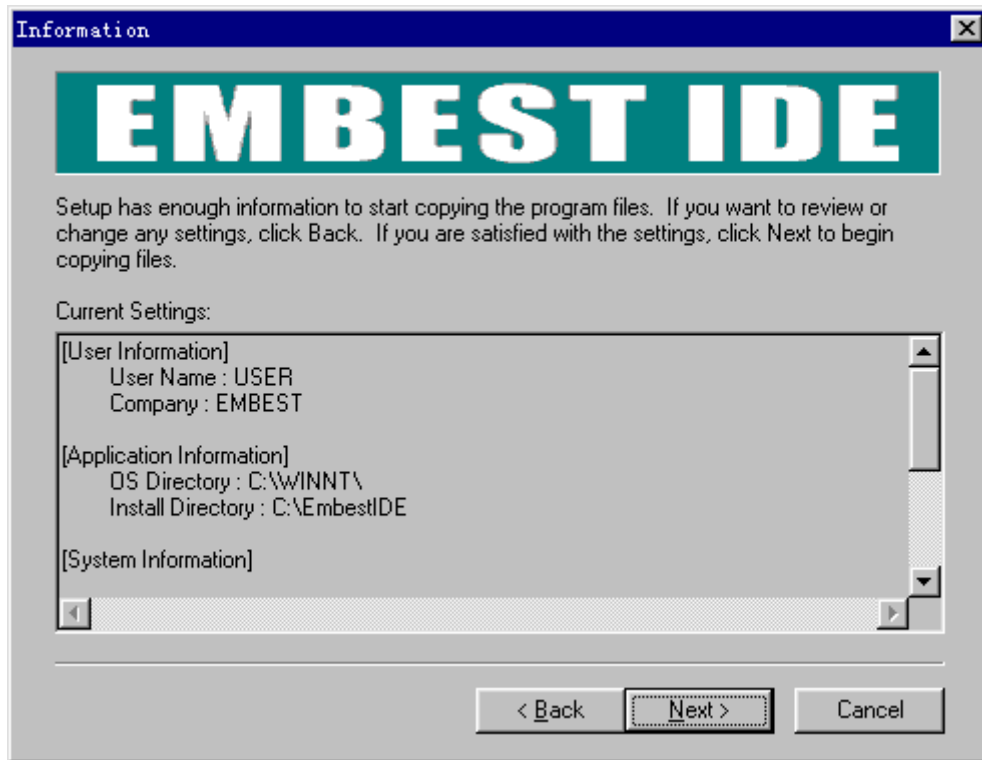 Information
EMBEST IDE
Setup has enough information to start copying the program files.  If you want to review or
change any settings, click Back.  If you are satisfied with the settings, click Next to begin
copying files.
Current Settings:
[User Information]
User Name : USER
Company : EMBEST
[Application Information]
OS Directory : C:\WINNT\
Install Directory : C:\EmbestIDE
[System Information]
< Back
Next >
Cancel